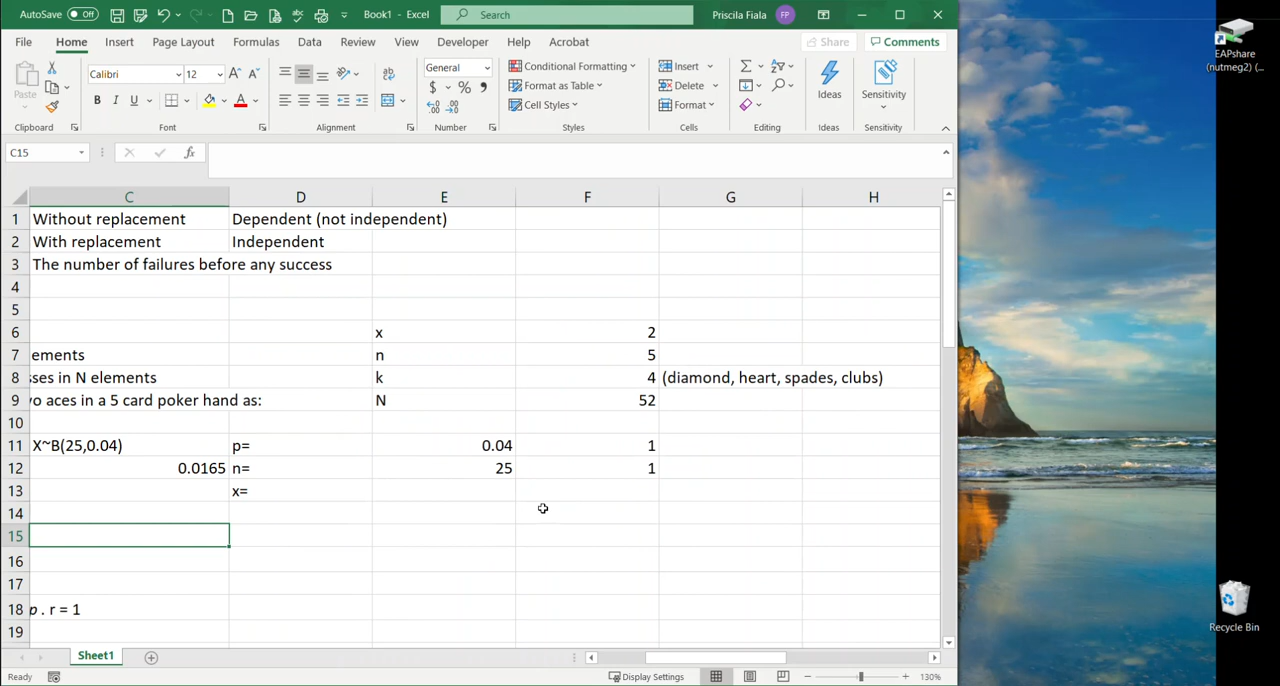 AutoSave Off Book1 - Excel Search Priscila Fiala FP
File Home Insert Page Layout Formulas Data Review View Developer Help Acrobat Share Comments
Paste Calibri 12 A A B I U A General $ % 9 Conditional Formatting Format as Table Cell Styles Insert Delete Format Ideas Sensitivity
Clipboard Font Alignment Number Styles Cells Editing Ideas Sensitivity
C15 fx
C D E F G H
1 Without replacement Dependent (not independent)
2 With replacement Independent
3 The number of failures before any success
4
5
6 x 2
7 ements n 5
8 sses in N elements k 4 (diamond, heart, spades, clubs)
9 vo aces in a 5 card poker hand as: N 52
10
11 X~B(25,0.04) p= 0.04 1
12 0.0165 n= 25 1
13 x=
14
15
16
17
18 p . r = 1
19
Sheet1
Ready Display Settings 130%
EAPshare
(nutmeg2) (...
Recycle Bin